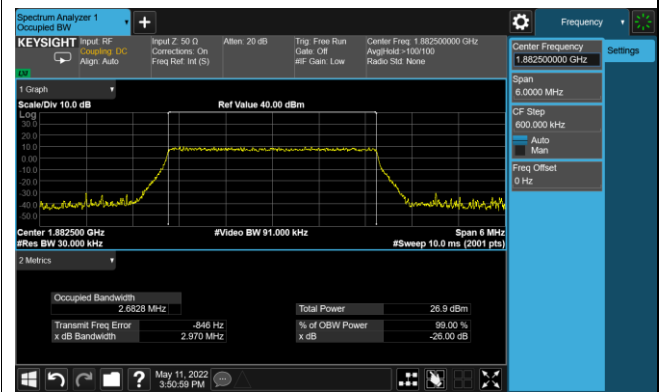 Spectrum Analyzer 1
Occupied BW
Frequency
KEYSIGHT
Input: RF
Coupling: DC
Align: Auto
Input Z: 50 Ω
Corrections: On
Freq Ref: Int (S)
Atten: 20 dB
Trig: Free Run
Gate: Off
#IF Gain: Low
Center Freq: 1.882500000 GHz
Avg|Hold:>100/100
Radio Std: None
LXI
Center Frequency
1.882500000 GHz
Settings
Span
6.0000 MHz
CF Step
600.000 kHz
Auto
Man
Freq Offset
0 Hz
1 Graph
Scale/Div 10.0 dB
Ref Value 40.00 dBm
Log
30.0
20.0
10.0
0.00
-10.0
-20.0
-30.0
-40.0
-50.0
Center 1.882500 GHz
#Video BW 91.000 kHz
Span 6 MHz
#Res BW 30.000 kHz
#Sweep 10.0 ms (2001 pts)
2 Metrics
Occupied Bandwidth
2.6828 MHz
Total Power
26.9 dBm
Transmit Freq Error
-846 Hz
% of OBW Power
99.00 %
x dB Bandwidth
2.970 MHz
x dB
-26.00 dB
?
May 11, 2022
3:50:59 PM